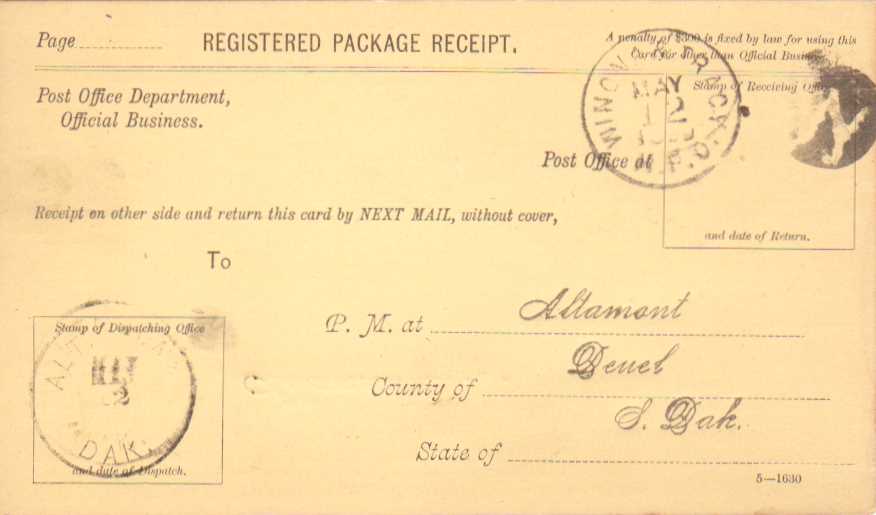 Page
REGISTERED PACKAGE RECEIPT.
A penalty of $300 is fixed by law for using this
Card for other than Official Business.
Post Office Department,
Official Business.
WINONA & TRACY.
MAY
R.P.O.
Stamp of Receiving Office
Post Office at
and date of Return.
Receipt on other side and return this card by NEXT MAIL, without cover,
To
Stamp of Dispatching Office
DAK.
and date of Dispatch.
P. M. at Altamont
County of Deuel
State of S. Dak.
5—1630